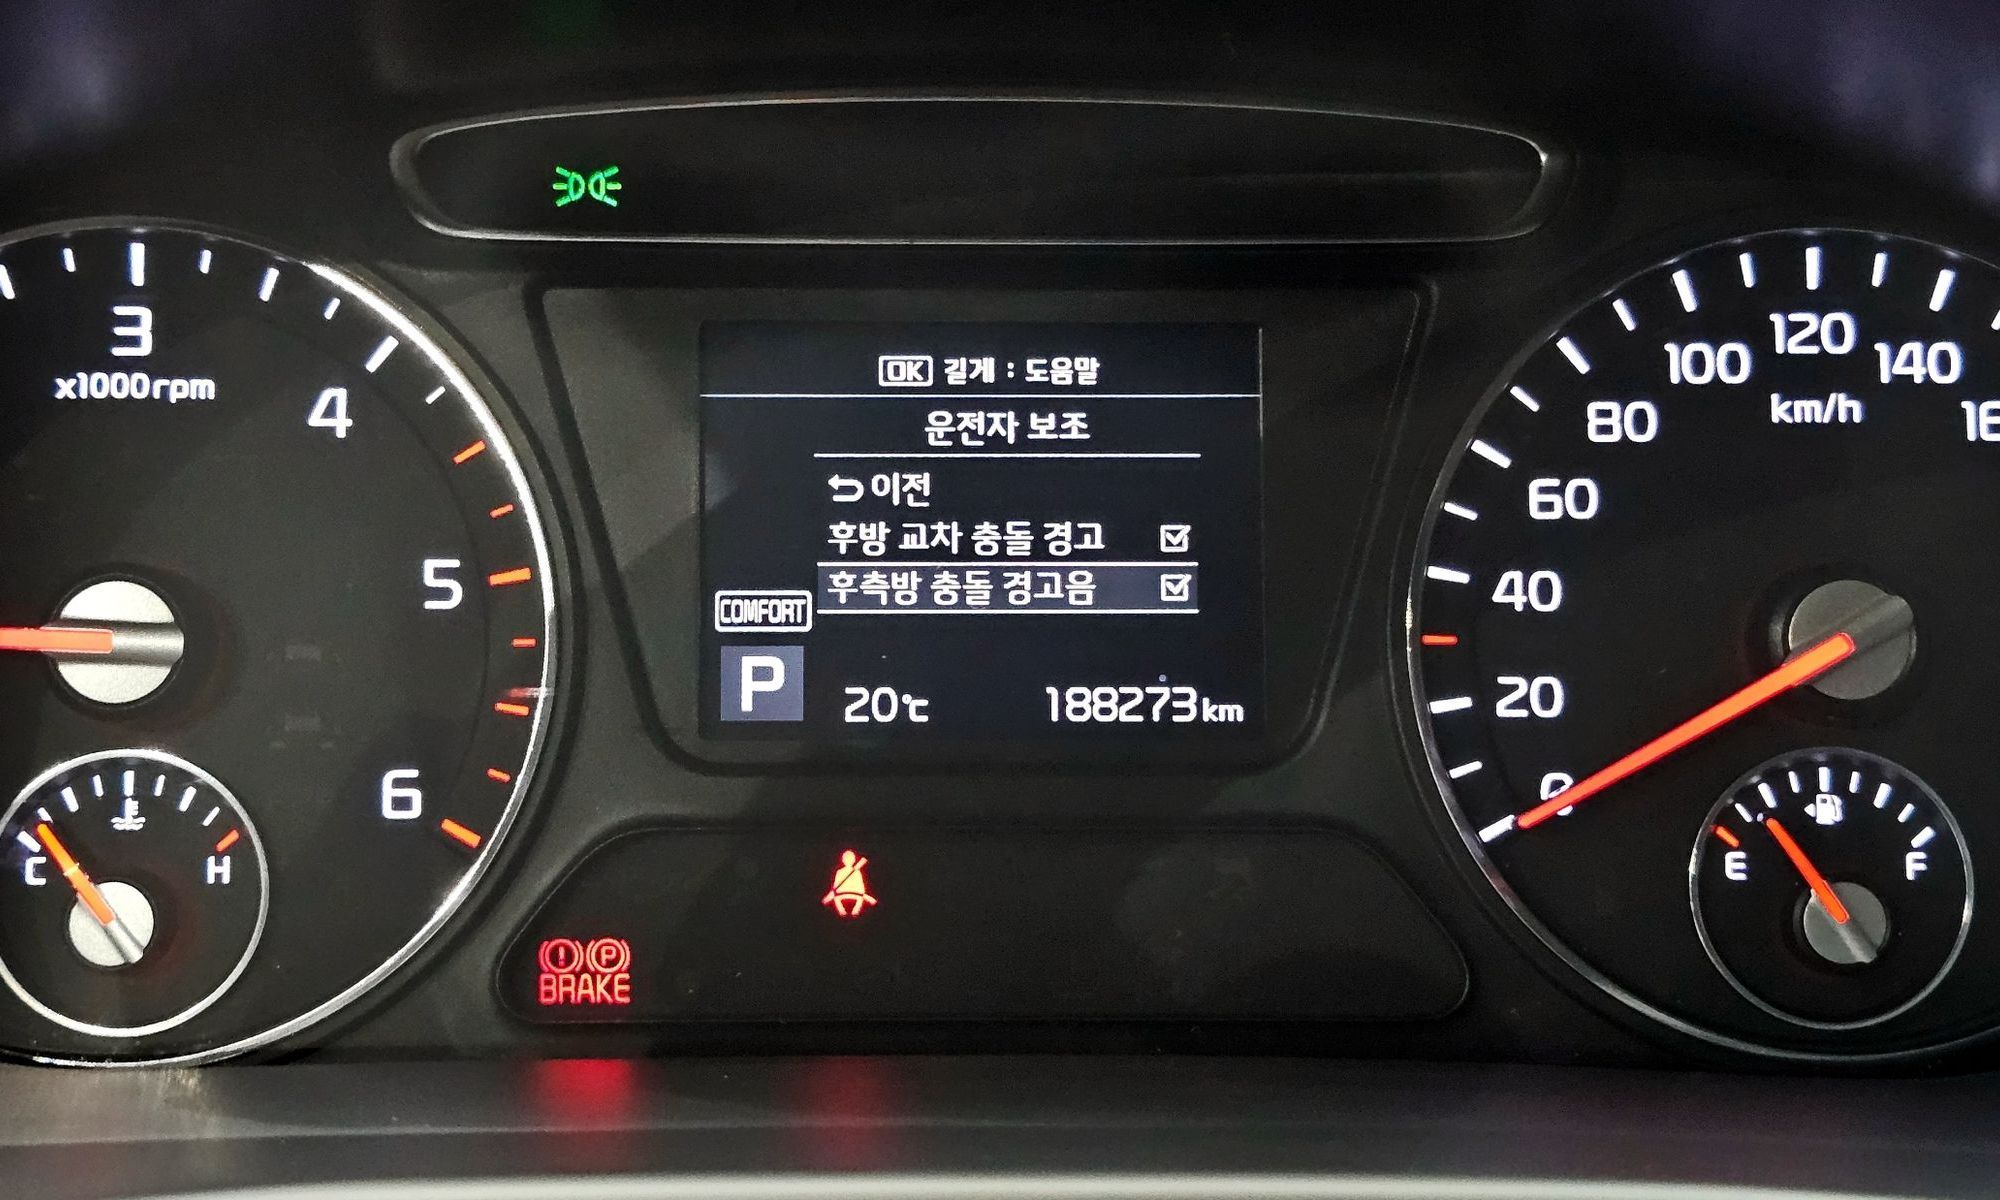 OK 길게 : 도움말
운전자 보조
이전
후방 교차 충돌 경고
후측방 충돌 경고음
COMFORT
P
20℃
188273km
3
x1000rpm
4
5
6
C
H
120
100
140
km/h
80
60
40
20
0
E
F
BRAKE